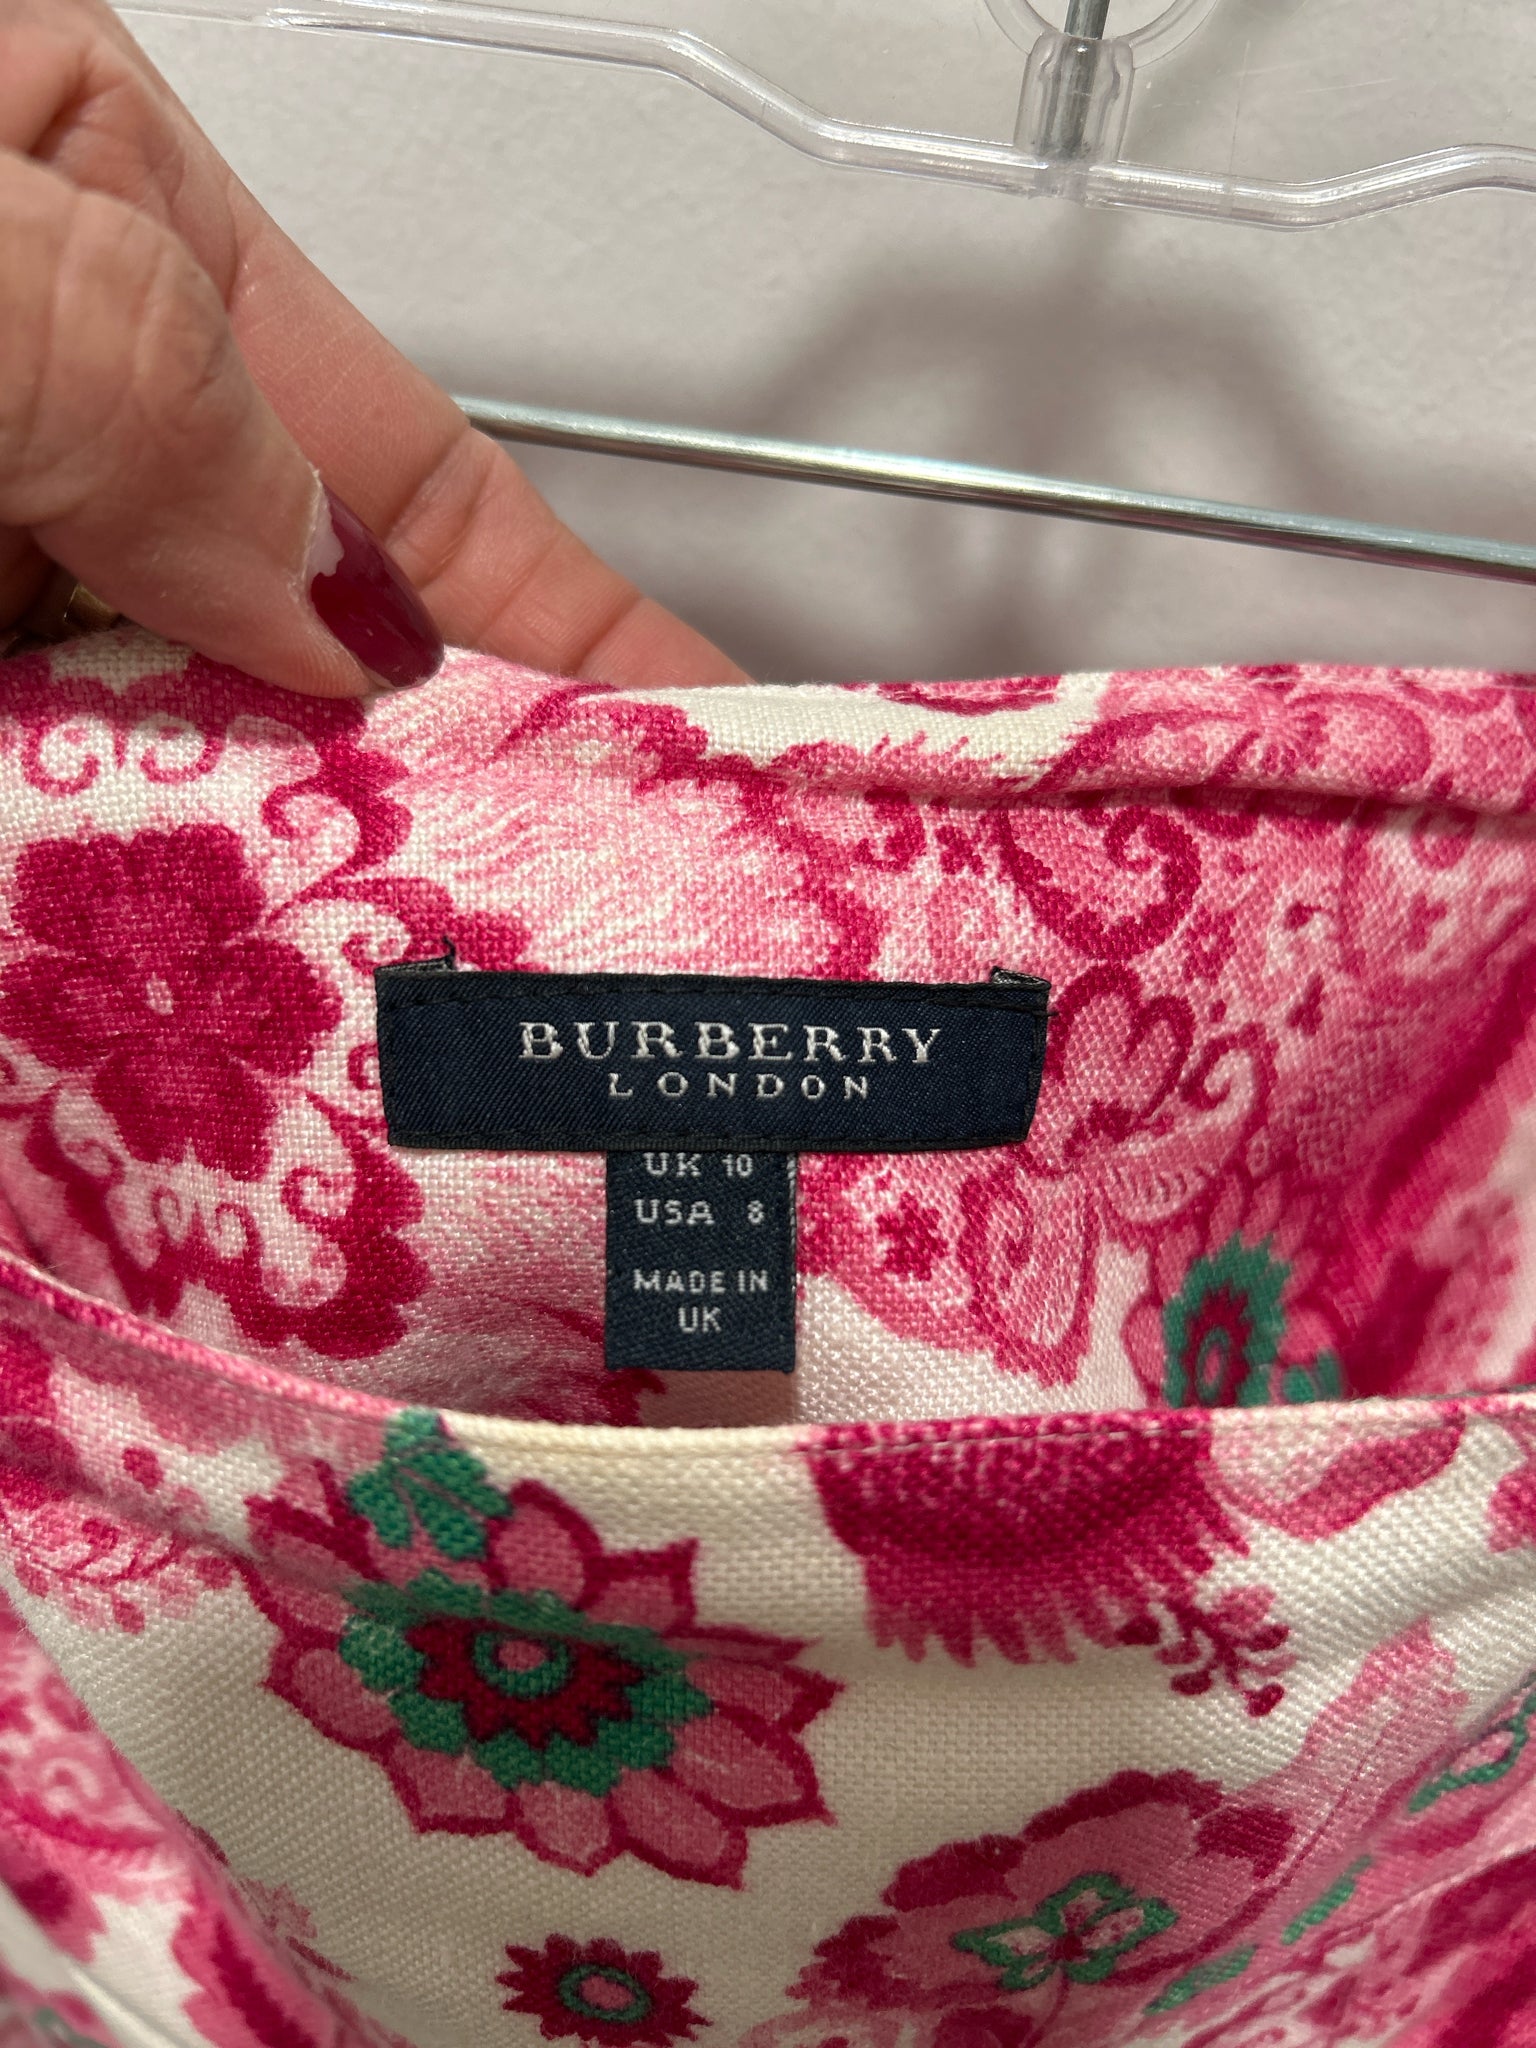 BURBERRY
LONDON
UK 10
USA 8
MADE IN
UK